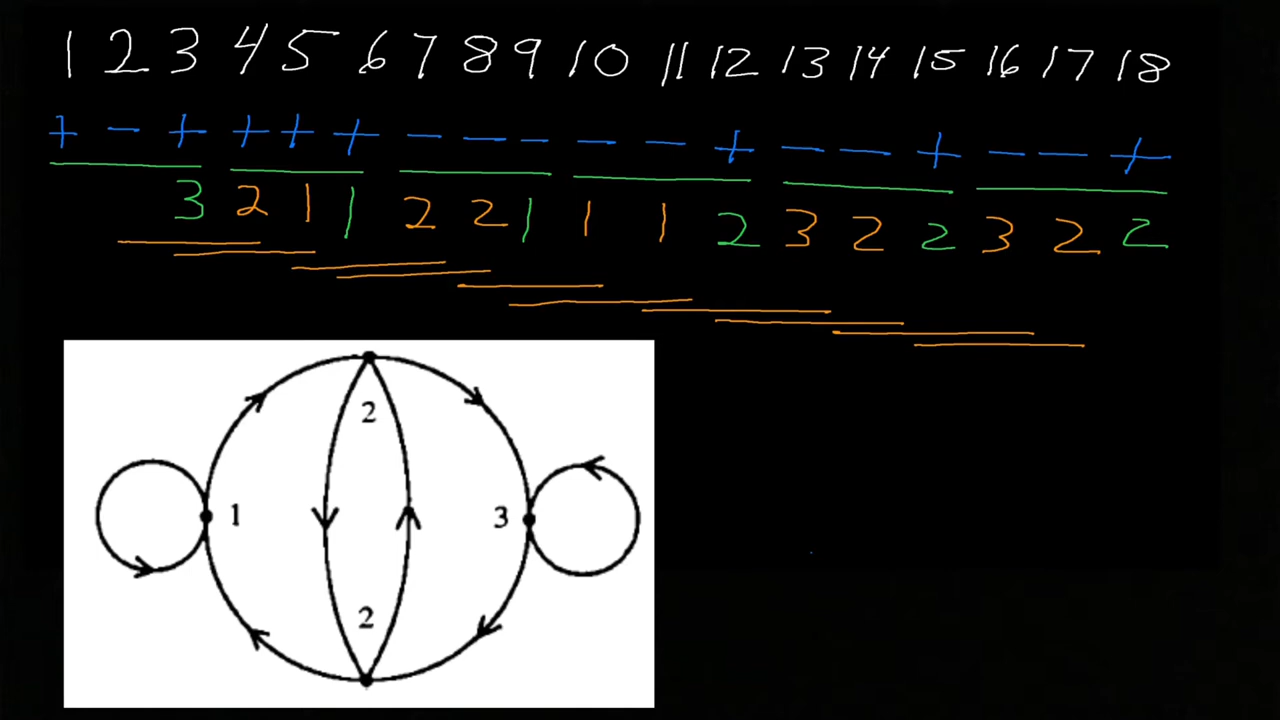 1 2 3 4 5 6 7 8 9 10 11 12 13 14 15 16 17 18
+ - + + + + - - - - - + - - + - - +
3 2 1 1 2 2 1 1 1 2 3 2 2 3 2 2
2
1 3
2